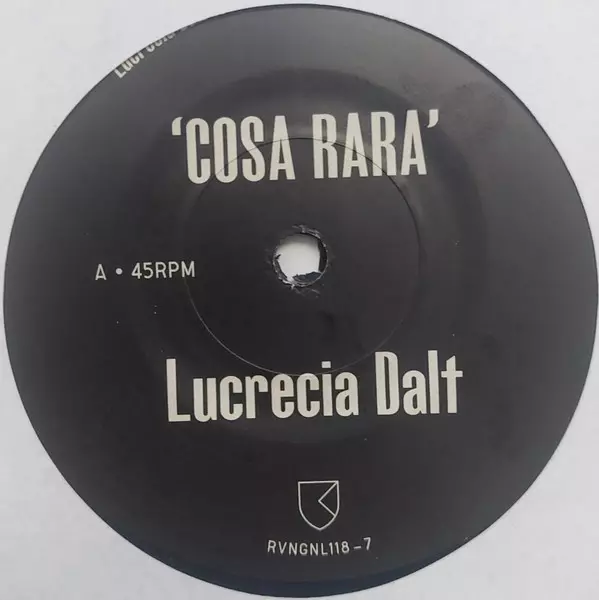 'COSA RARA'
A • 45RPM
Lucrecia Dalt
RVNGNL118-7